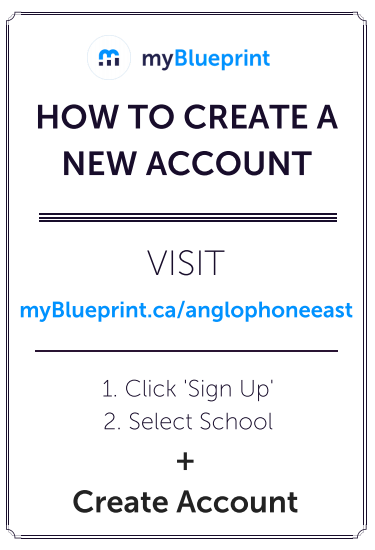 myBlueprint
HOW TO CREATE A
NEW ACCOUNT
VISIT
myBlueprint.ca/anglophoneeast
1. Click 'Sign Up'
2. Select School
+
Create Account